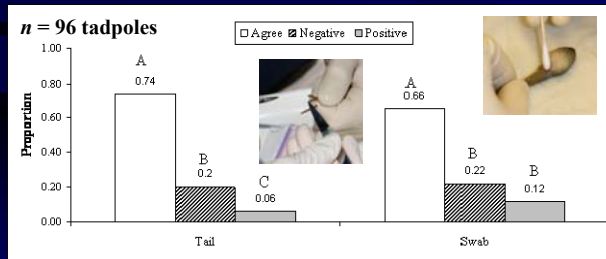 n = 96 tadpoles
Agree Negative Positive
1.00
0.80
0.60
0.40
0.20
0.00
Proportion
A
0.74
B
0.2
C
0.06
A
0.66
B
0.22
B
0.12
Tail
Swab